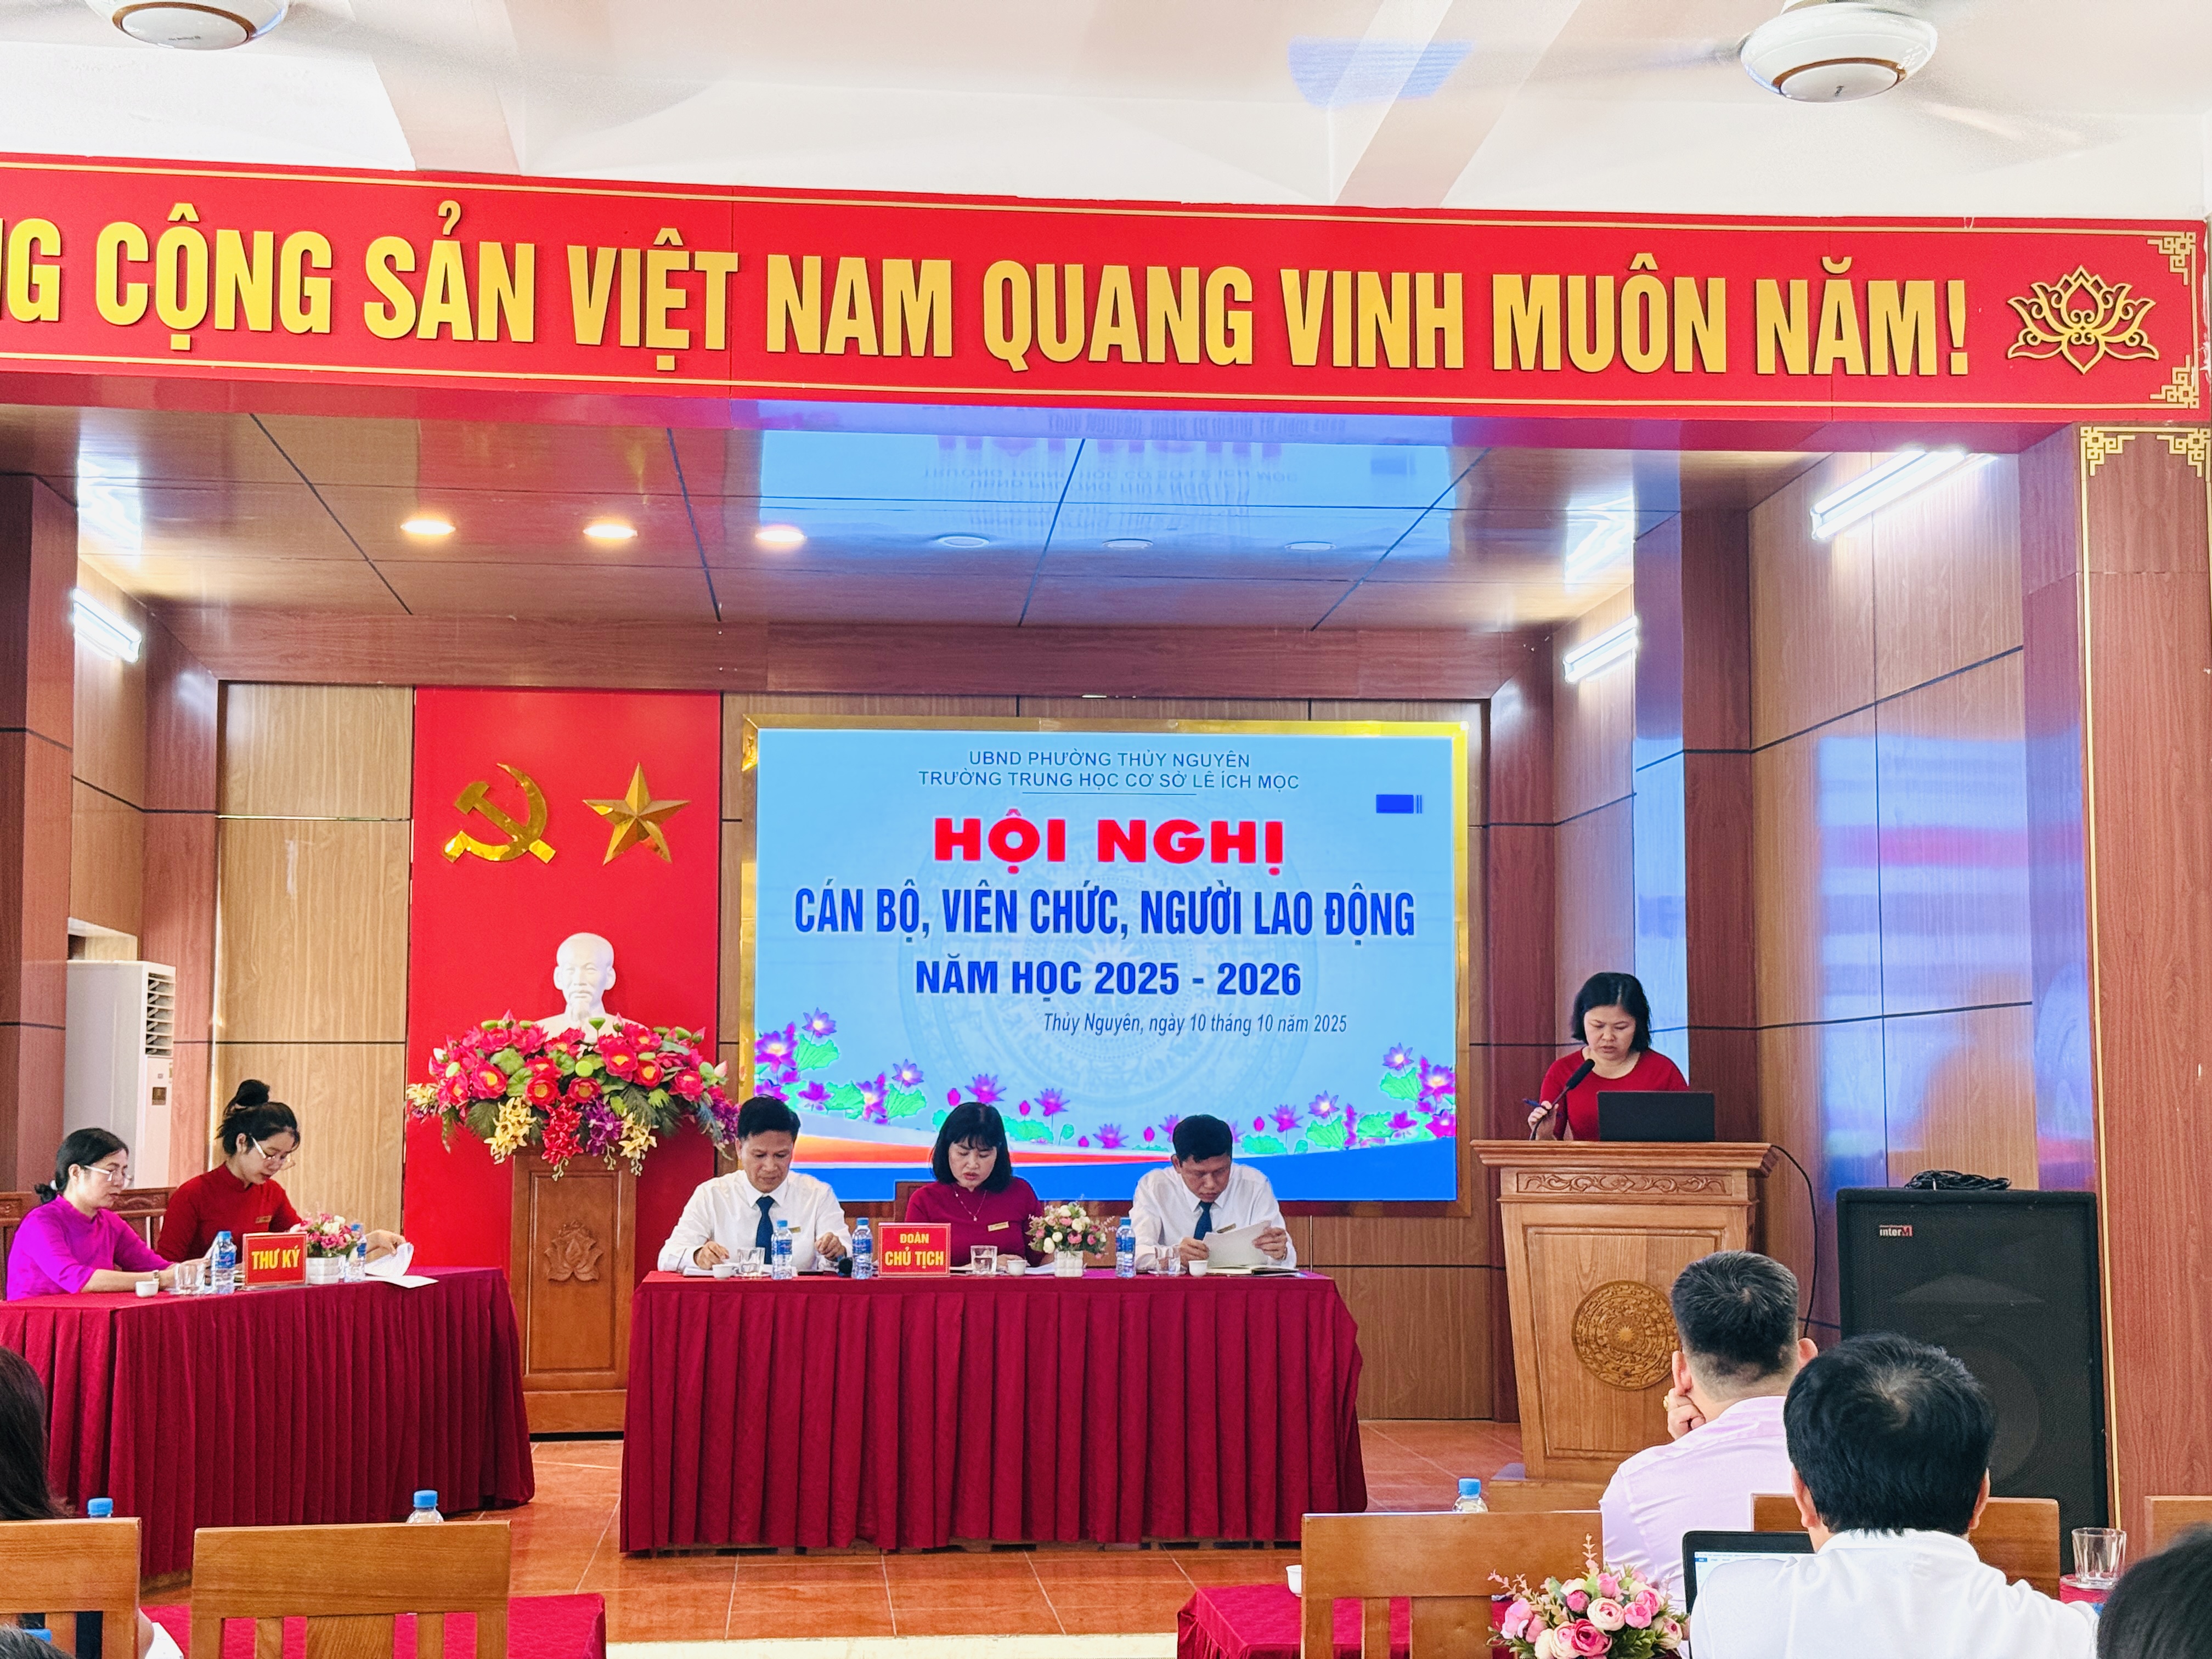 CỘNG SẢN VIỆT NAM QUANG VINH MUÔN NĂM!
UBND PHƯỜNG THỦY NGUYÊN
TRƯỜNG TRUNG HỌC CƠ SỞ LÊ ÍCH MỌC
HỘI NGHỊ
CÁN BỘ, VIÊN CHỨC, NGƯỜI LAO ĐỘNG
NĂM HỌC 2025 - 2026
Thủy Nguyên, ngày 10 tháng 10 năm 2025
THƯ KÝ
ĐOÀN
CHỦ TỊCH
interM